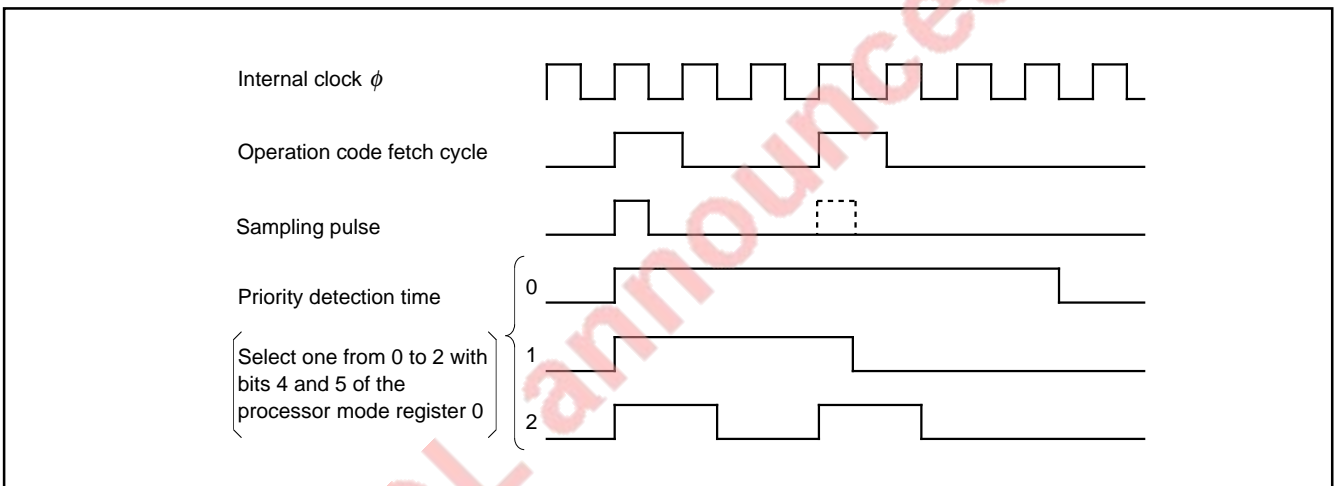 Internal clock ϕ
Operation code fetch cycle
Sampling pulse
Priority detection time
0
Select one from 0 to 2 with
bits 4 and 5 of the
processor mode register 0
1
2
L announce